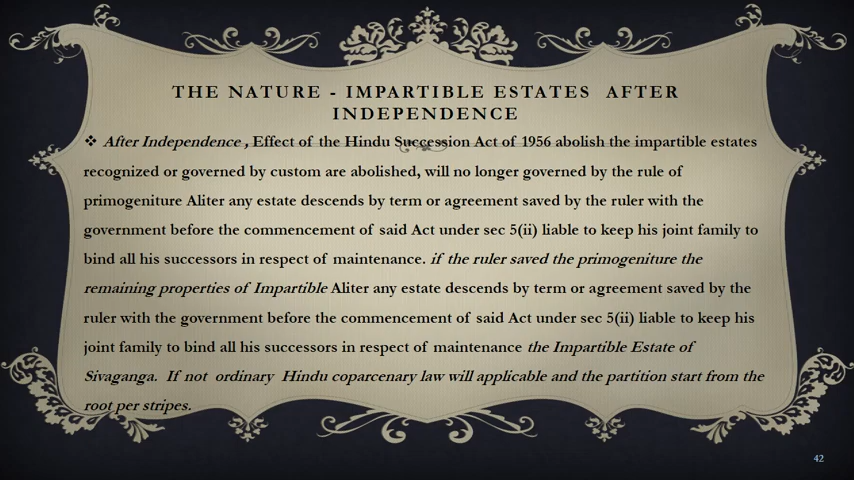 THE NATURE - IMPARTIBLE ESTATES AFTER
INDEPENDENCE
❖ After Independence , Effect of the Hindu Succession Act of 1956 abolish the impartible estates
recognized or governed by custom are abolished, will no longer governed by the rule of
primogeniture Aliter any estate descends by term or agreement saved by the ruler with the
government before the commencement of said Act under sec 5(ii) liable to keep his joint family to
bind all his successors in respect of maintenance. if the ruler saved the primogeniture the
remaining properties of Impartible Aliter any estate descends by term or agreement saved by the
ruler with the government before the commencement of said Act under sec 5(ii) liable to keep his
joint family to bind all his successors in respect of maintenance the Impartible Estate of
Sivaganga. If not ordinary Hindu coparcenary law will applicable and the partition start from the
root per stripes.
42